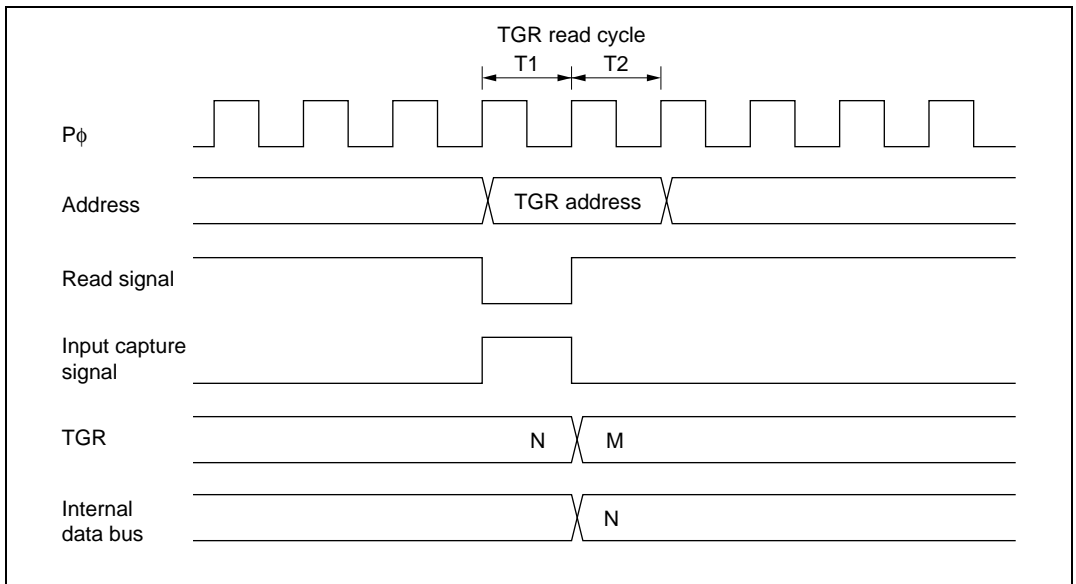 TGR read cycle
T1 T2
Pϕ
Address
TGR address
Read signal
Input capture
signal
TGR
N M
Internal
data bus
N